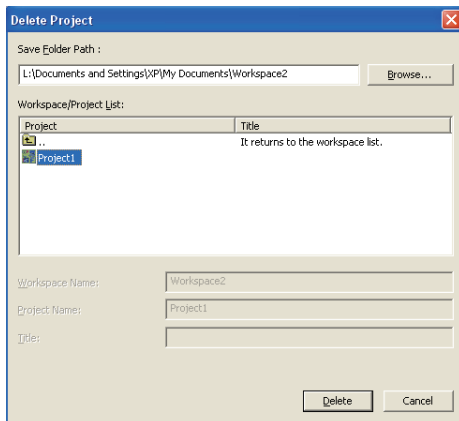 Delete Project
Save Folder Path :
L:\Documents and Settings\XP\My Documents\Workspace2
Browse...
Workspace/Project List:
Project Title
.. It returns to the workspace list.
Project1
Workspace Name: Workspace2
Project Name: Project1
Title:
Delete Cancel